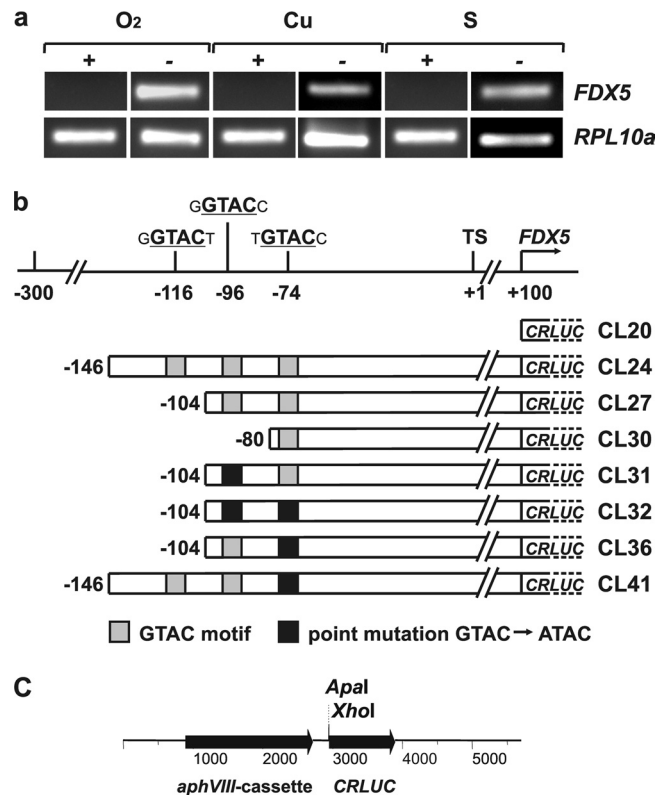 a
O2 Cu S
+ - + - + -
FDX5
RPL10a
b
GGTACC
GGTACT TGTACC TS FDX5
-300 -116 -96 -74 +1 +100
CRLUC CL20
-146 CRLUC CL24
-104 CRLUC CL27
-80 CRLUC CL30
-104 CRLUC CL31
-104 CRLUC CL32
-104 CRLUC CL36
-146 CRLUC CL41
GTAC motif point mutation GTAC → ATAC
C
ApaI
XhoI
1000 2000 3000 4000 5000
aphVIII-cassette CRLUC